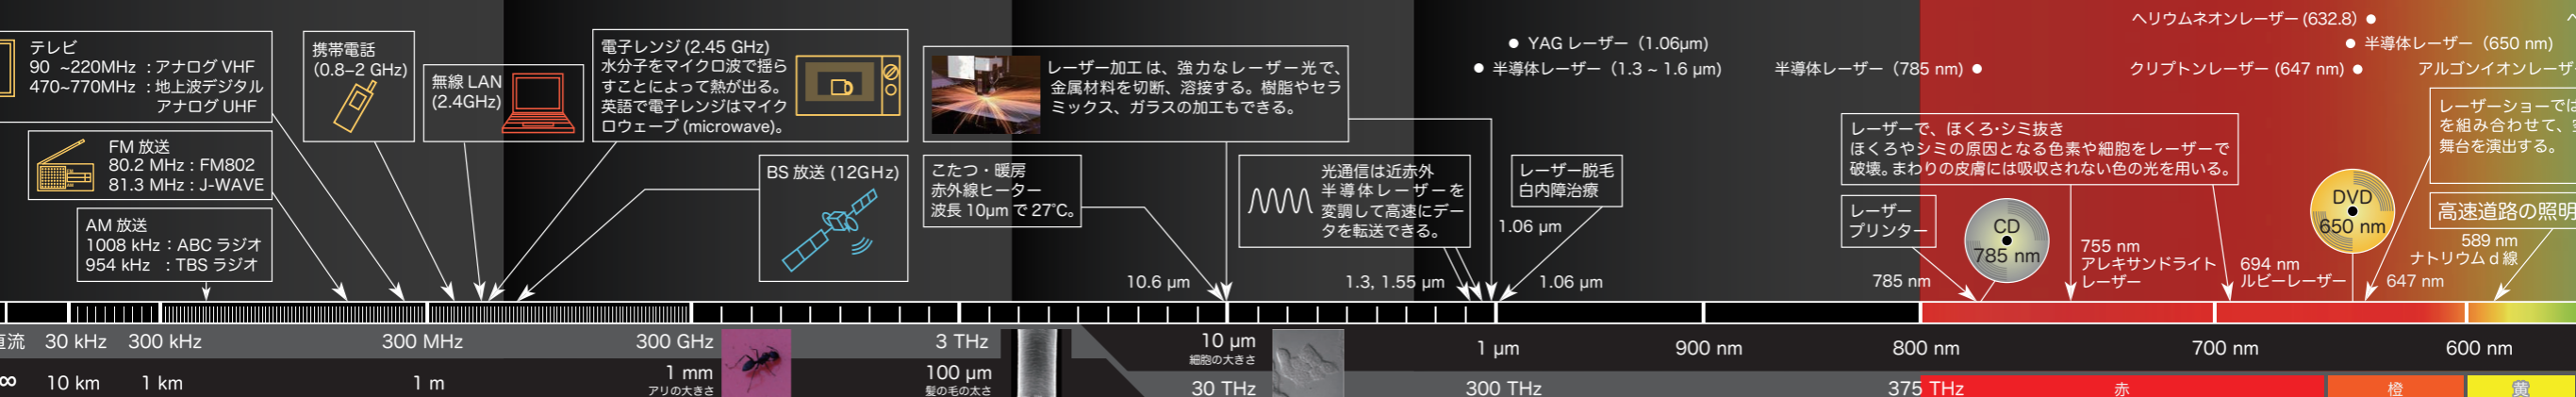 テレビ
90 ~220MHz : アナログ VHF
470~770MHz : 地上波デジタル
アナログ UHF
FM 放送
80.2 MHz : FM802
81.3 MHz : J-WAVE
AM 放送
1008 kHz : ABC ラジオ
954 kHz : TBS ラジオ
携帯電話
(0.8–2 GHz)
無線 LAN
(2.4GHz)
電子レンジ (2.45 GHz)
水分子をマイクロ波で揺ら
すことによって熱が出る。
英語で電子レンジはマイク
ロウェーブ (microwave)。
BS 放送 (12GHz)
レーザー加工 は、強力なレーザー光で、
金属材料を切断、溶接する。樹脂やセラ
ミックス、ガラスの加工もできる。
こたつ・暖房
赤外線ヒーター
波長 10μm で 27℃。
光通信は近赤外
半導体レーザーを
変調して高速にデー
タを転送できる。
レーザー脱毛
白内障治療
YAG レーザー（1.06μm)
半導体レーザー（1.3 ~ 1.6 μm)
半導体レーザー（785 nm)
ヘリウムネオンレーザー (632.8)
半導体レーザー（650 nm)
クリプトンレーザー (647 nm)
アルゴンイオンレーザ
レーザーで、ほくろ・シミ抜き
ほくろやシミの原因となる色素や細胞をレーザーで
破壊。まわりの皮膚には吸収されない色の光を用いる。
レーザー
プリンター
CD
785 nm
DVD
650 nm
レーザーショーでは
を組み合わせて、
舞台を演出する。
高速道路の照明
589 nm
ナトリウム d 線
10.6 μm
1.3, 1.55 μm
1.06 μm
1.06 μm
785 nm
755 nm
アレキサンドライト
レーザー
694 nm
ルビーレーザー
647 nm
流 30 kHz 300 kHz 300 MHz 300 GHz 3 THz 10 μm 1 μm 900 nm 800 nm 700 nm 600 nm
細胞の大きさ
∞ 10 km 1 km 1 m 1 mm 100 μm 30 THz 300 THz 375 THz 赤 橙 黄
アリの大きさ 髪の毛の太さ